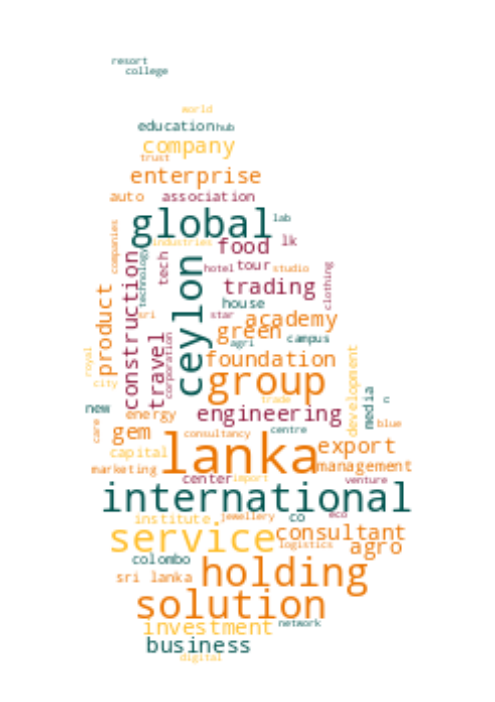 resort
college
world
education hub
company
trust
enterprise
auto association
global lab
industries food lk
companies
technology
tech
hotel tour studio
construction
ceylon
trading
clothing
product
house
sri
star academy
green
agri campus
travel
corporation
royal
foundation
development
city
group
trade
media
c
new
energy engineering blue
care
gem consultancy centre
lanka export
capital
marketing management
center import venture
international
institute jewellery co eco
service consultant
logistics agro
colombo
sri lanka holding
solution
investment network
business
digital